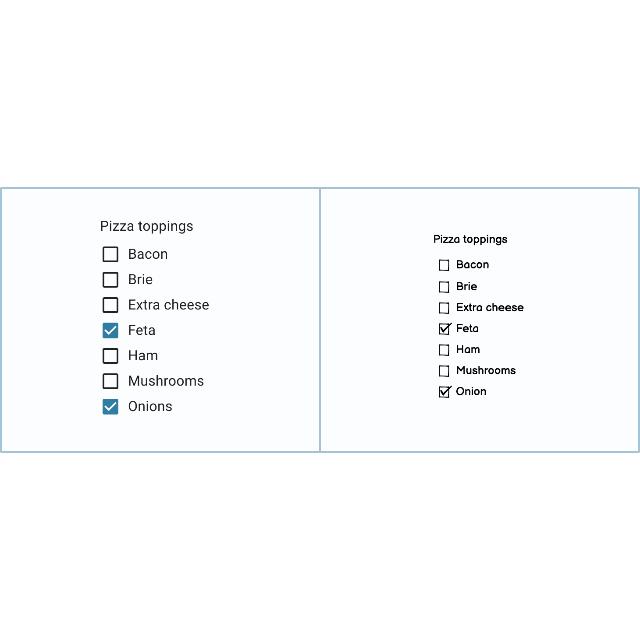 Pizza toppings
Bacon
Brie
Extra cheese
Feta
Ham
Mushrooms
Onions
Pizza toppings
Bacon
Brie
Extra cheese
Feta
Ham
Mushrooms
Onion